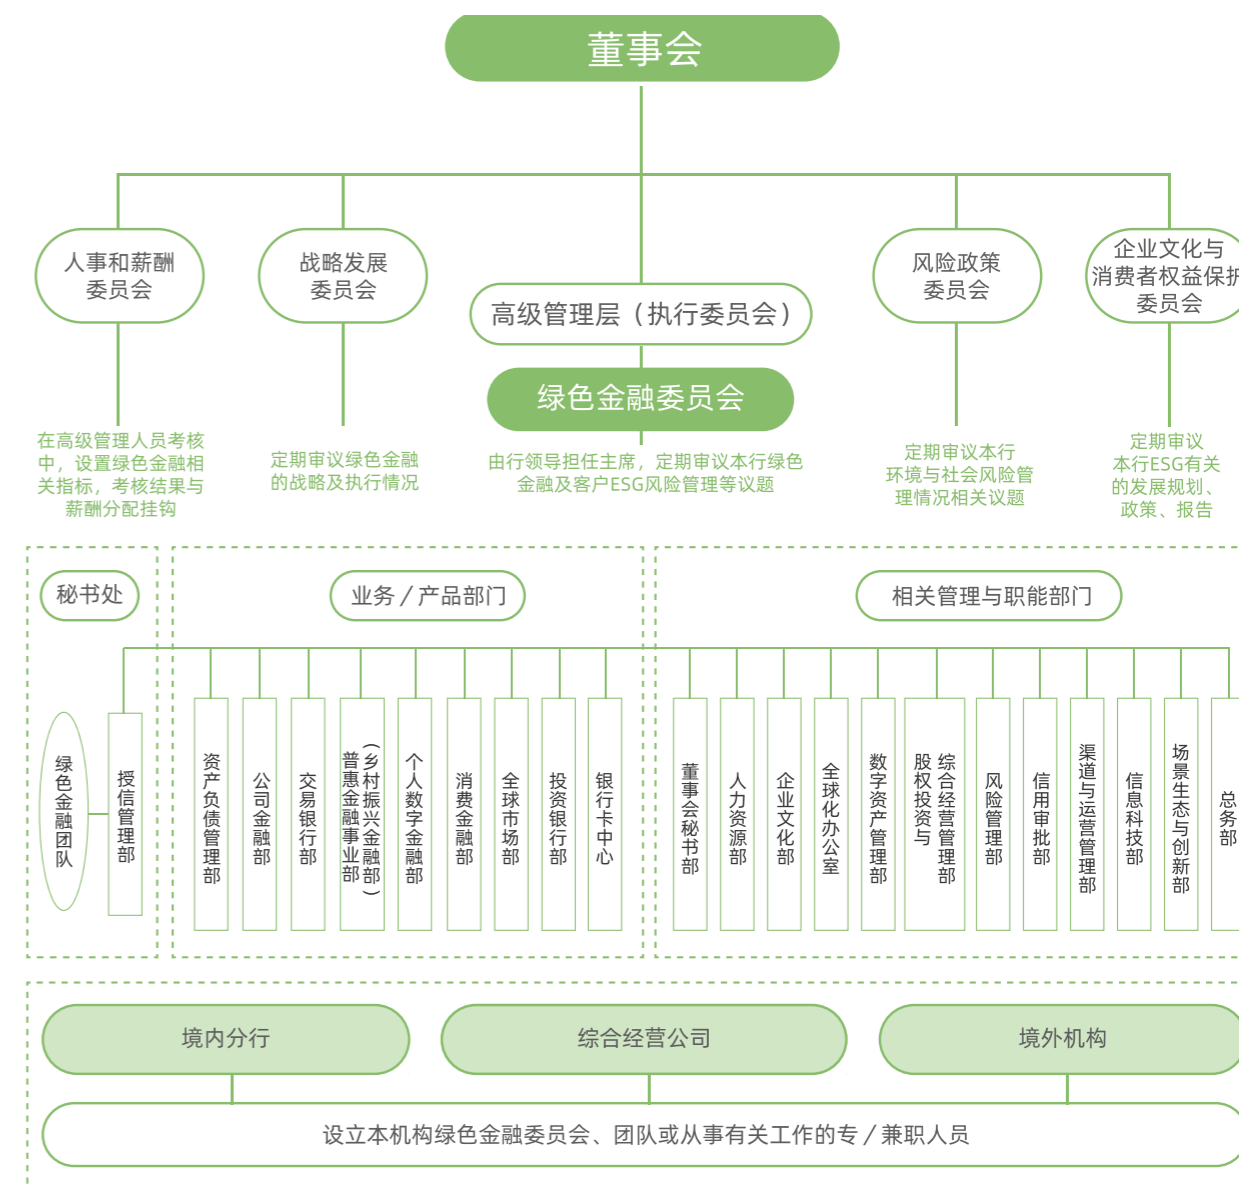 董事会
人事和薪酬
委员会
战略发展
委员会
高级管理层（执行委员会）
风险政策
委员会
企业文化与
消费者权益保护
委员会
绿色金融委员会
在高级管理人员考核
中，设置绿色金融相
关指标，考核结果与
薪酬分配挂钩
定期审议绿色金融
的战略及执行情况
由行领导担任主席，定期审议本行绿色
金融及客户ESG风险管理等议题
定期审议本行
环境与社会风险管
理情况相关议题
定期审议
本行ESG有关
的发展规划、
政策、报告
秘书处
绿色金融团队
授信管理部
业务／产品部门
资产负债管理部
公司金融部
交易银行部
普惠金融事业部
（乡村振兴金融部）
个人数字金融部
消费金融部
全球市场部
投资银行部
银行卡中心
相关管理与职能部门
董事会秘书部
人力资源部
企业文化部
全球化办公室
数字资产管理部
股权投资与
综合经营管理部
风险管理部
信用审批部
渠道与运营管理部
信息科技部
场景生态与创新部
总务部
境内分行
综合经营公司
境外机构
设立本机构绿色金融委员会、团队或从事有关工作的专／兼职人员